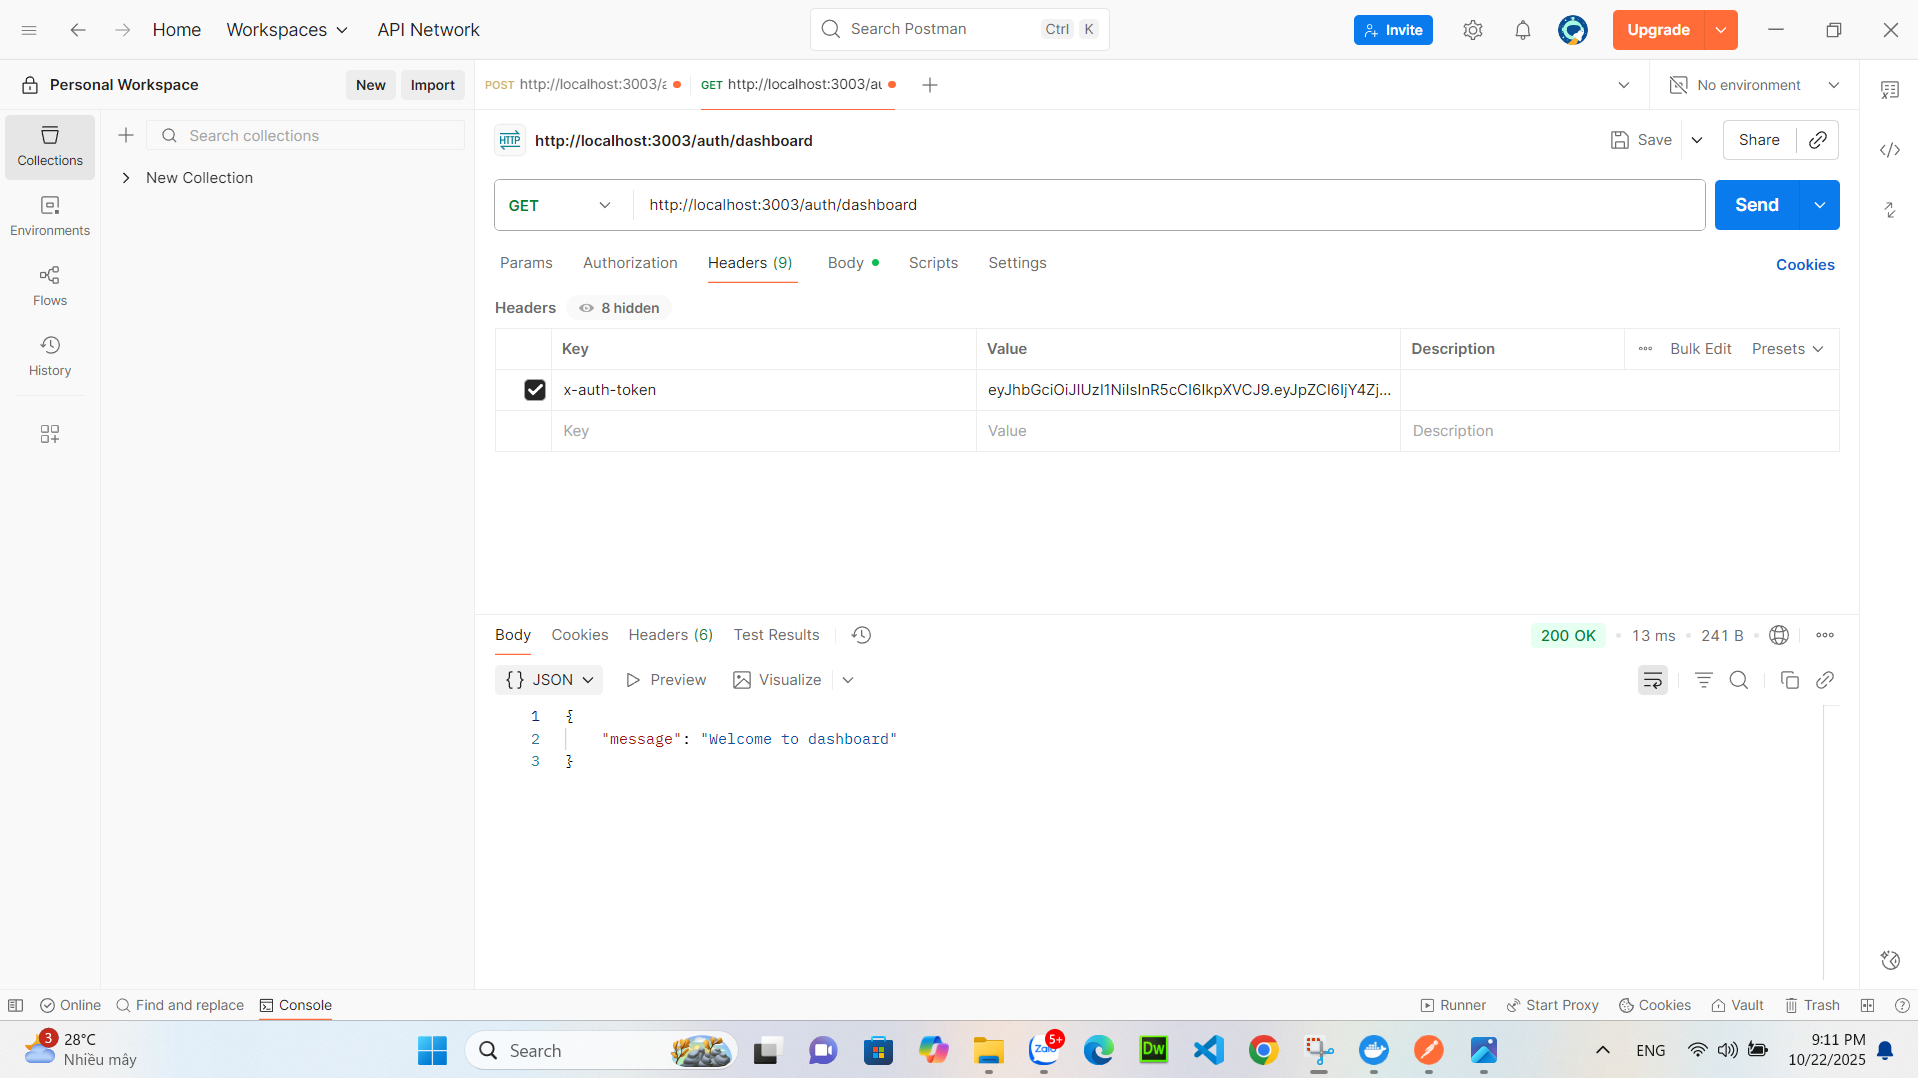 Home Workspaces API Network Search Postman Ctrl K Invite Upgrade
Personal Workspace New Import POST http://localhost:3003/a GET http://localhost:3003/au No environment
Collections Search collections HTTP http://localhost:3003/auth/dashboard Save Share
New Collection
Environments GET http://localhost:3003/auth/dashboard Send
Flows Params Authorization Headers (9) Body Scripts Settings Cookies
Headers 8 hidden
History Key Value Description Bulk Edit Presets
x-auth-token eyJhbGciOiJIUzI1NiIsInR5cCI6IkpXVCJ9.eyJpZCI6IjY4Zj...
Key Value Description
Body Cookies Headers (6) Test Results 200 OK 13 ms 241 B
{} JSON Preview Visualize
1 {
2 "message": "Welcome to dashboard"
3 }
Online Find and replace Console Runner Start Proxy Cookies Vault Trash
3 28°C
Nhiều mây
Search
Zalo 5+
Dw
ENG
9:11 PM
10/22/2025